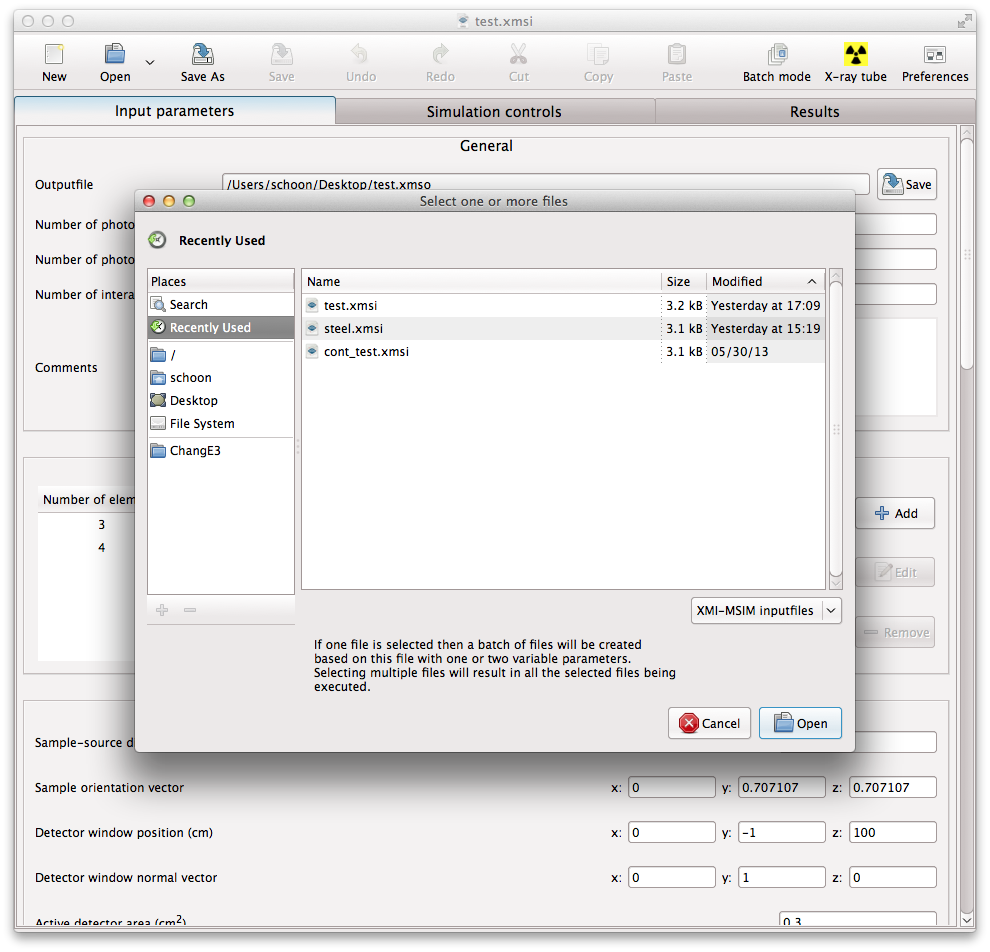 test.xmsi
New Open Save As Save Undo Redo Cut Copy Paste Batch mode X-ray tube Preferences
Input parameters Simulation controls Results
General
Outputfile /Users/schoon/Desktop/test.xmso Save
Select one or more files
Number of photo
Recently Used
Number of photo
Places Name Size Modified
Number of intera
Search test.xmsi 3.2 kB Yesterday at 17:09
Recently Used steel.xmsi 3.1 kB Yesterday at 15:19
/ cont_test.xmsi 3.1 kB 05/30/13
Comments
schoon
Desktop
File System
ChangE3
Number of elem
3
4
Add
Edit
Remove
XMI-MSIM inputfiles
If one file is selected then a batch of files will be created
based on this file with one or two variable parameters.
Selecting multiple files will result in all the selected files being
executed.
Cancel Open
Sample-source d
Sample orientation vector x: 0 y: 0.707107 z: 0.707107
Detector window position (cm) x: 0 y: -1 z: 100
Detector window normal vector x: 0 y: 1 z: 0
Active detector area (cm²) 0.3